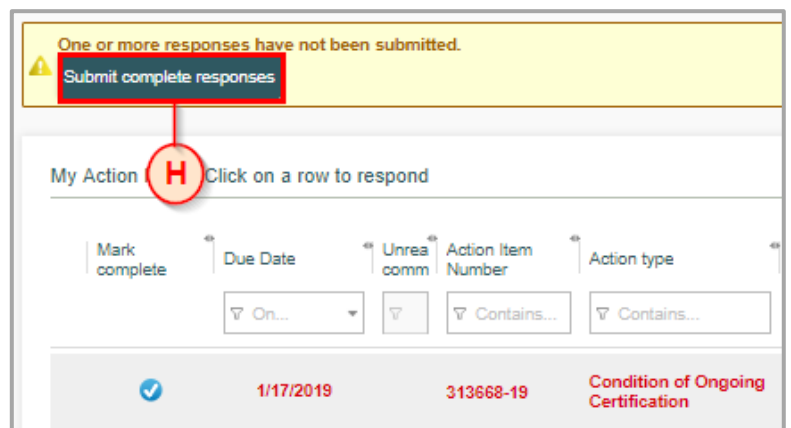 One or more responses have not been submitted.
Submit complete responses
H
My Action
Click on a row to respond
Mark complete
Due Date
Unrea comm
Action Item Number
Action type
On...
Contains...
Contains...
1/17/2019
313668-19
Condition of Ongoing
Certification